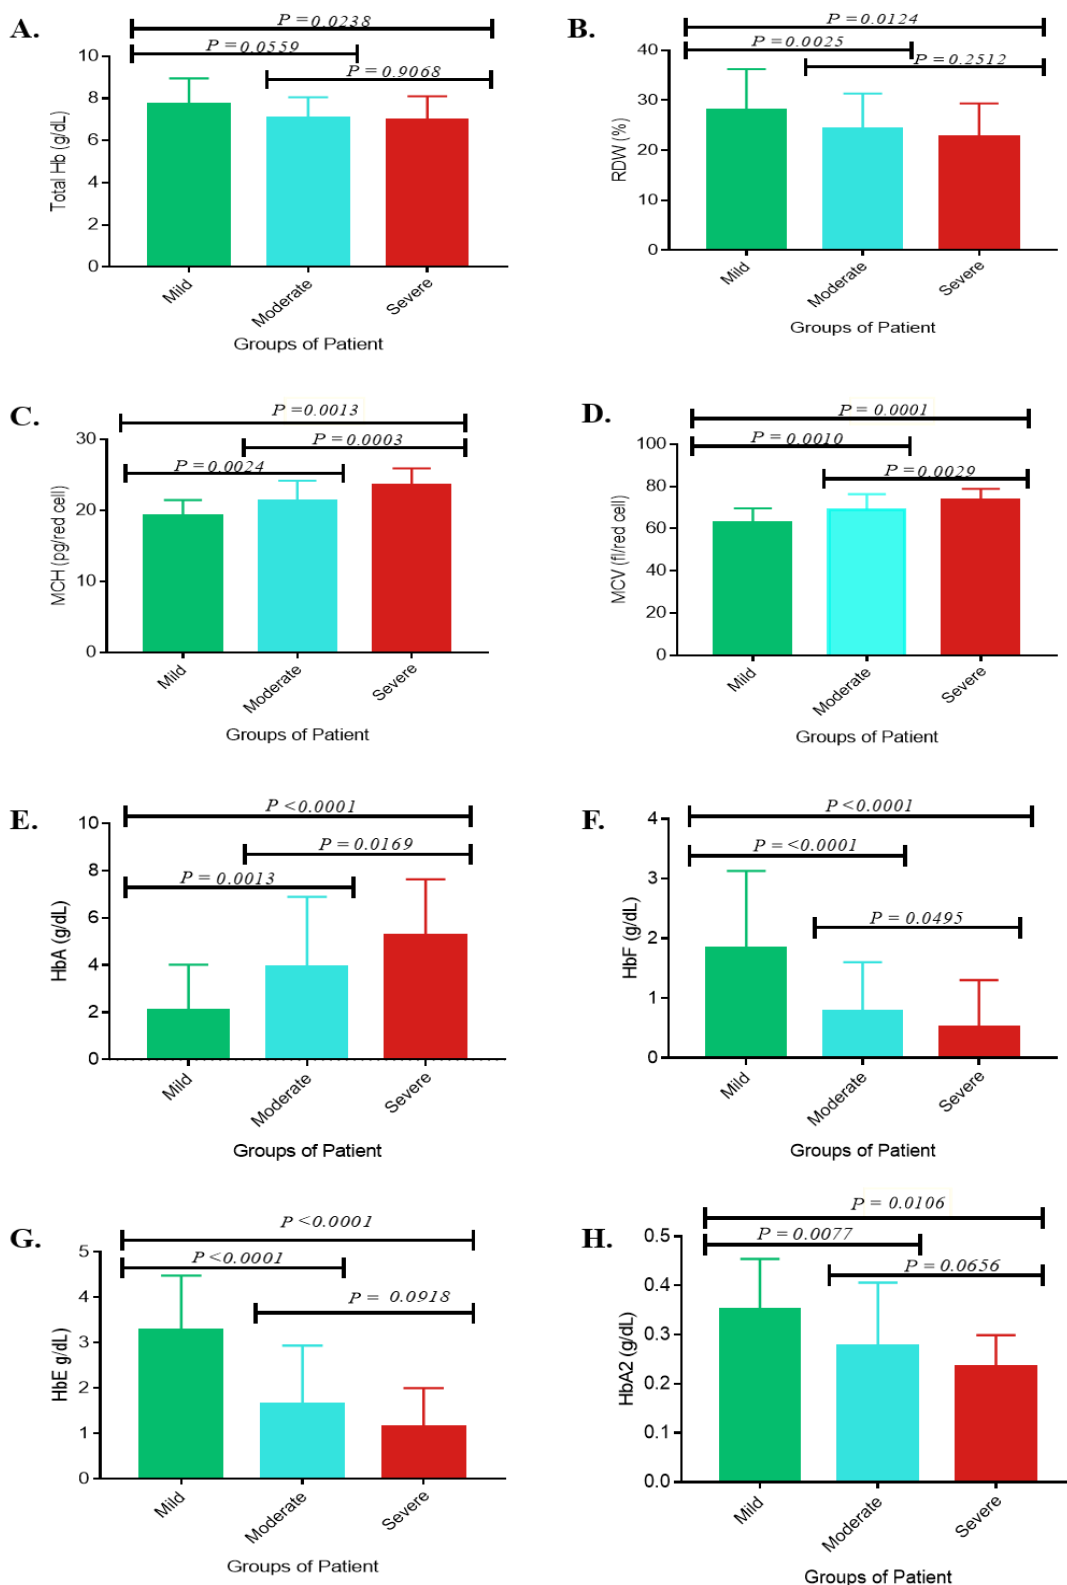 A.
P =0.0238
P =0.0559
P = 0.9068
10
8
6
4
2
0
Total Hb (g/dL)
Mild
Moderate
Severe
Groups of Patient
B.
P = 0.0124
P =0.0025
P =0.2512
40
30
20
10
0
RDW (%)
Mild
Moderate
Severe
Groups of Patient
C.
P =0.0013
P = 0.0003
P =0.0024
30
20
10
0
MCH (pg/red cell)
Mild
Moderate
Severe
Groups of Patient
D.
P = 0.0001
P =0.0010
P =0.0029
100
80
60
40
20
0
MCV (fl/red cell)
Mild
Moderate
Severe
Groups of Patient
E.
P <0.0001
P = 0.0169
P = 0.0013
10
8
6
4
2
0
HbA (g/dL)
Mild
Moderate
Severe
Groups of Patient
F.
P <0.0001
P =<0.0001
P = 0.0495
4
3
2
1
0
HbF (g/dL)
Mild
Moderate
Severe
Groups of Patient
G.
P <0.0001
P <0.0001
P = 0.0918
5
4
3
2
1
0
HbE g/dL)
Mild
Moderate
Severe
Groups of Patient
H.
P = 0.0106
P = 0.0077
P = 0.0656
0.5
0.4
0.3
0.2
0.1
0.0
HbA2 (g/dL)
Mild
Moderate
Severe
Groups of Patient